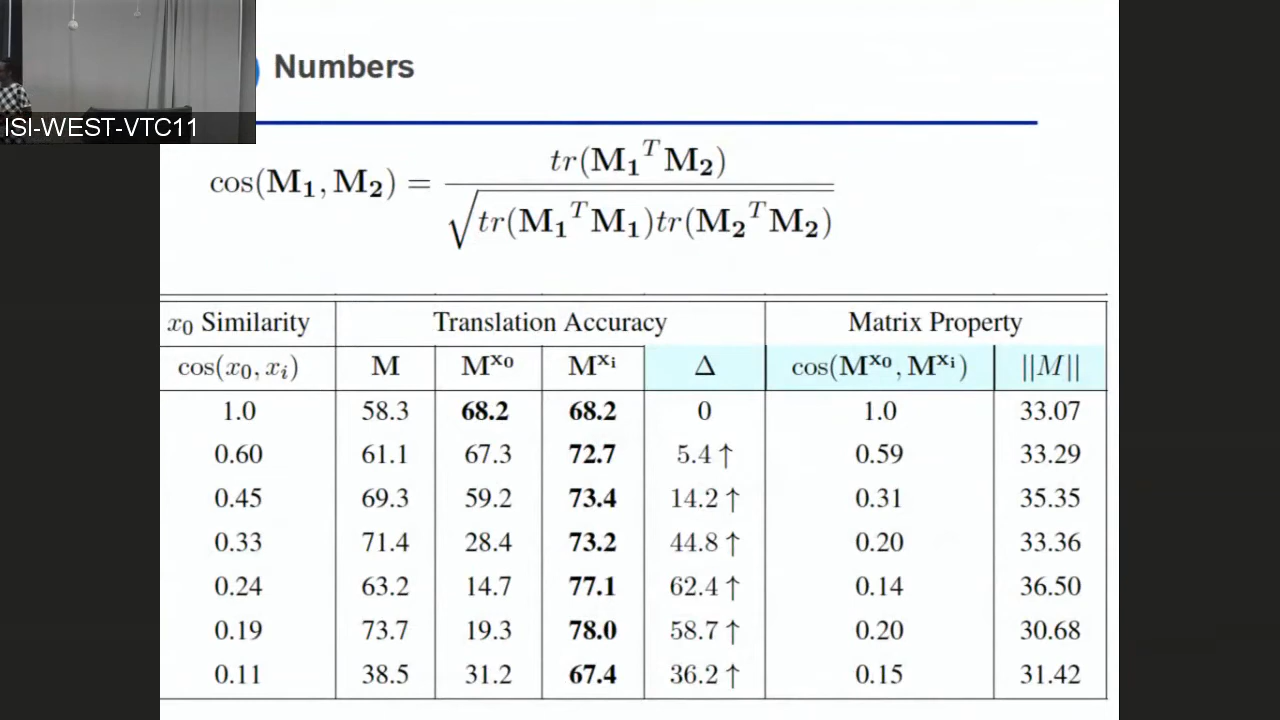 Numbers
ISI-WEST-VTC11
cos(M₁, M₂) = tr(M₁ᵀM₂) / √tr(M₁ᵀM₁)tr(M₂ᵀM₂)
x₀ Similarity Translation Accuracy Matrix Property
cos(x₀, xᵢ) M M^x₀ M^xᵢ Δ cos(M^x₀, M^xᵢ) ||M||
1.0 58.3 68.2 68.2 0 1.0 33.07
0.60 61.1 67.3 72.7 5.4↑ 0.59 33.29
0.45 69.3 59.2 73.4 14.2↑ 0.31 35.35
0.33 71.4 28.4 73.2 44.8↑ 0.20 33.36
0.24 63.2 14.7 77.1 62.4↑ 0.14 36.50
0.19 73.7 19.3 78.0 58.7↑ 0.20 30.68
0.11 38.5 31.2 67.4 36.2↑ 0.15 31.42